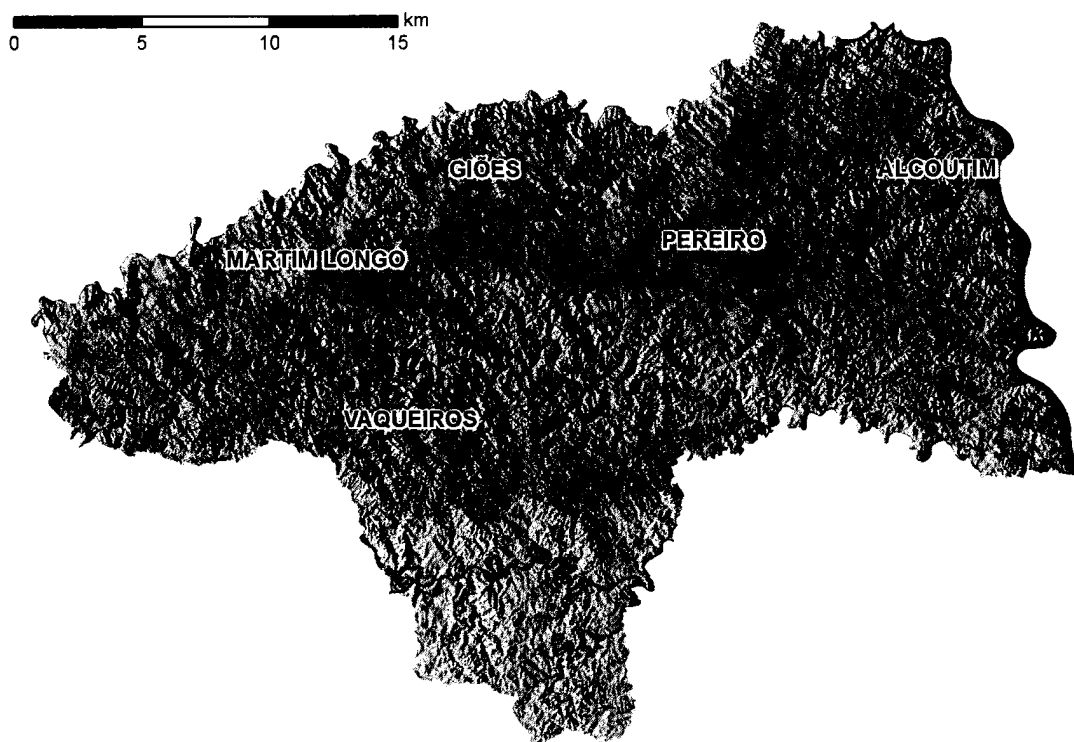 km
0 5 10 15
ALCOUTIM
GIÕES
PEREIRO
MARTIM LONGO
VAQUEIROS